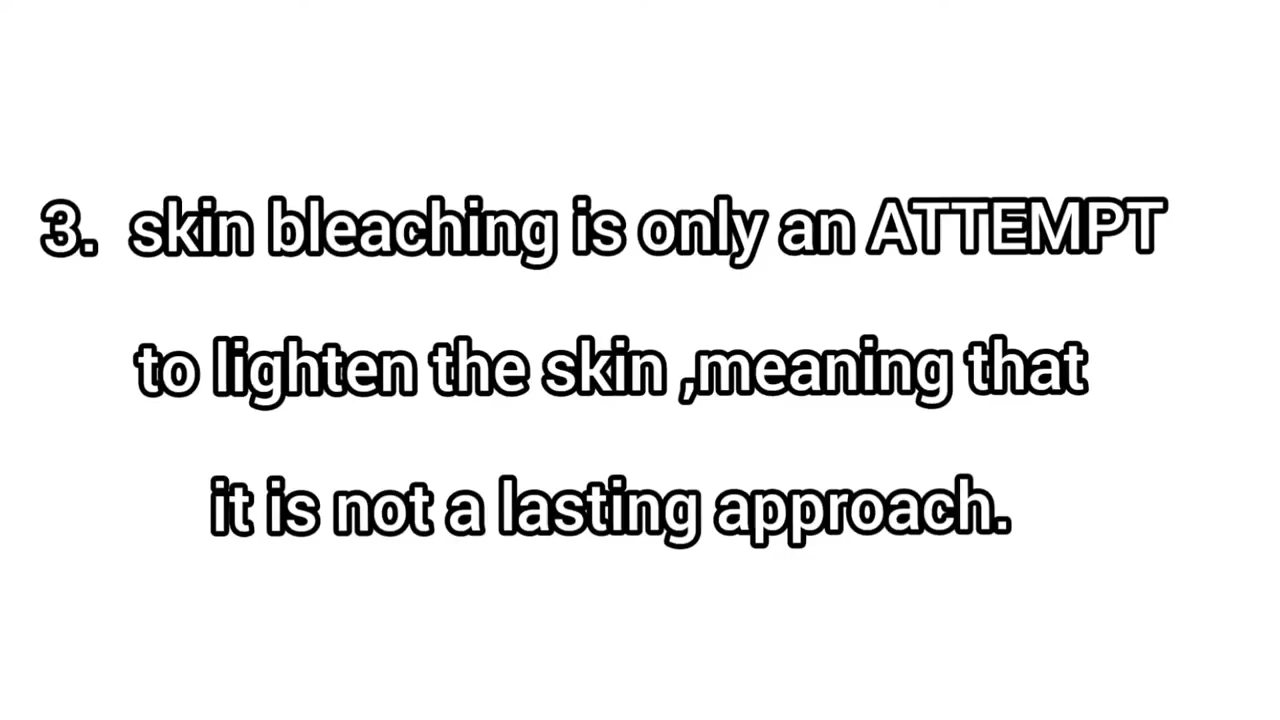 3. skin bleaching is only an ATTEMPT
to lighten the skin ,meaning that
it is not a lasting approach.